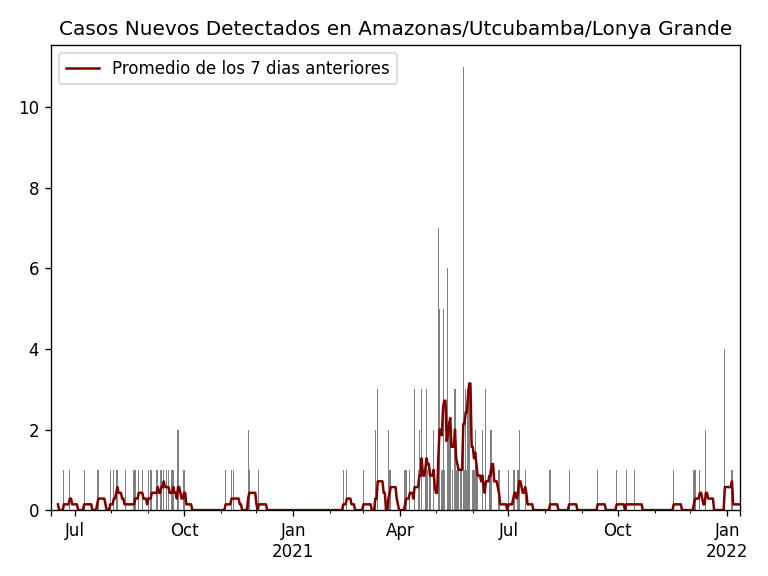 Casos Nuevos Detectados en Amazonas/Utcubamba/Lonya Grande
Promedio de los 7 dias anteriores
10
8
6
4
2
0
Jul Oct Jan Apr Jul Oct Jan
2021 2022